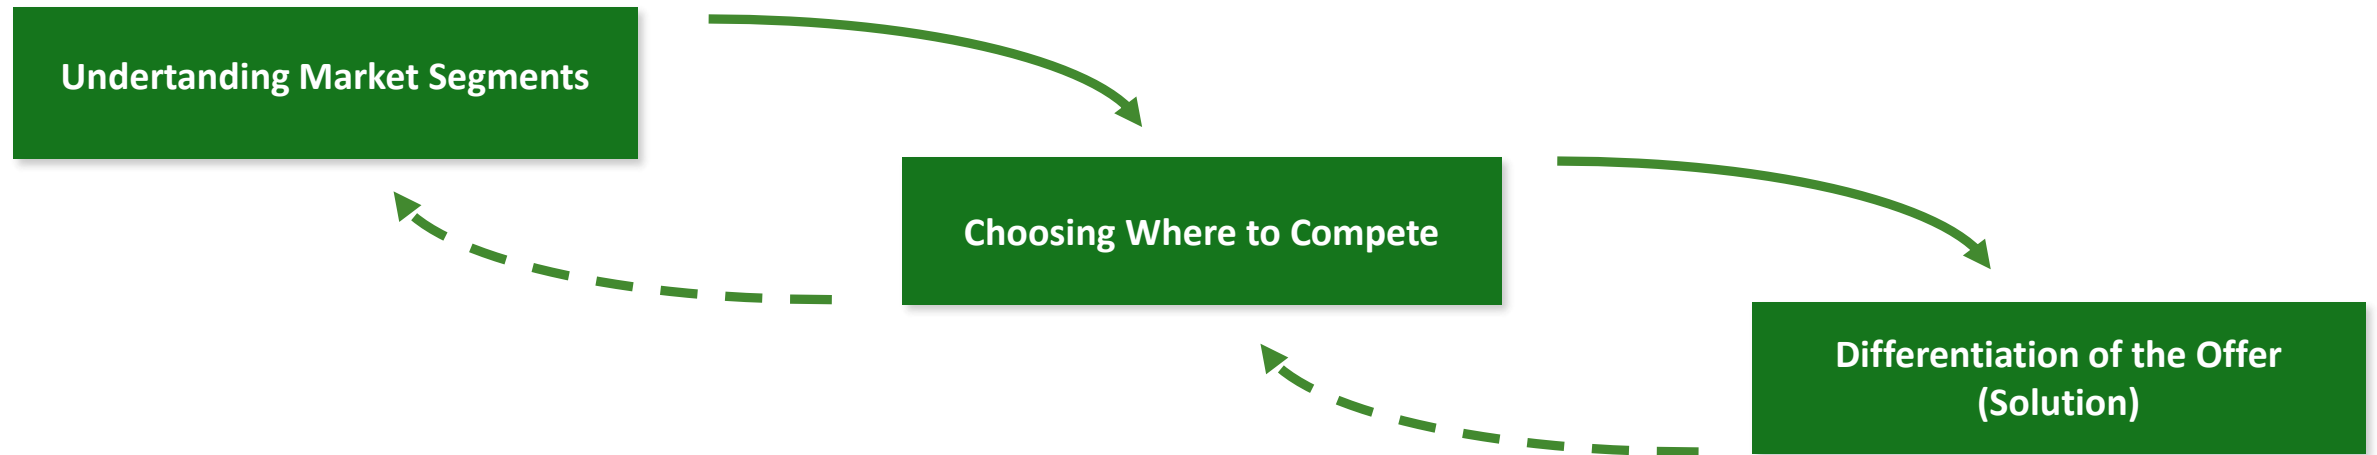 Undertanding Market Segments
Choosing Where to Compete
Differentiation of the Offer
(Solution)